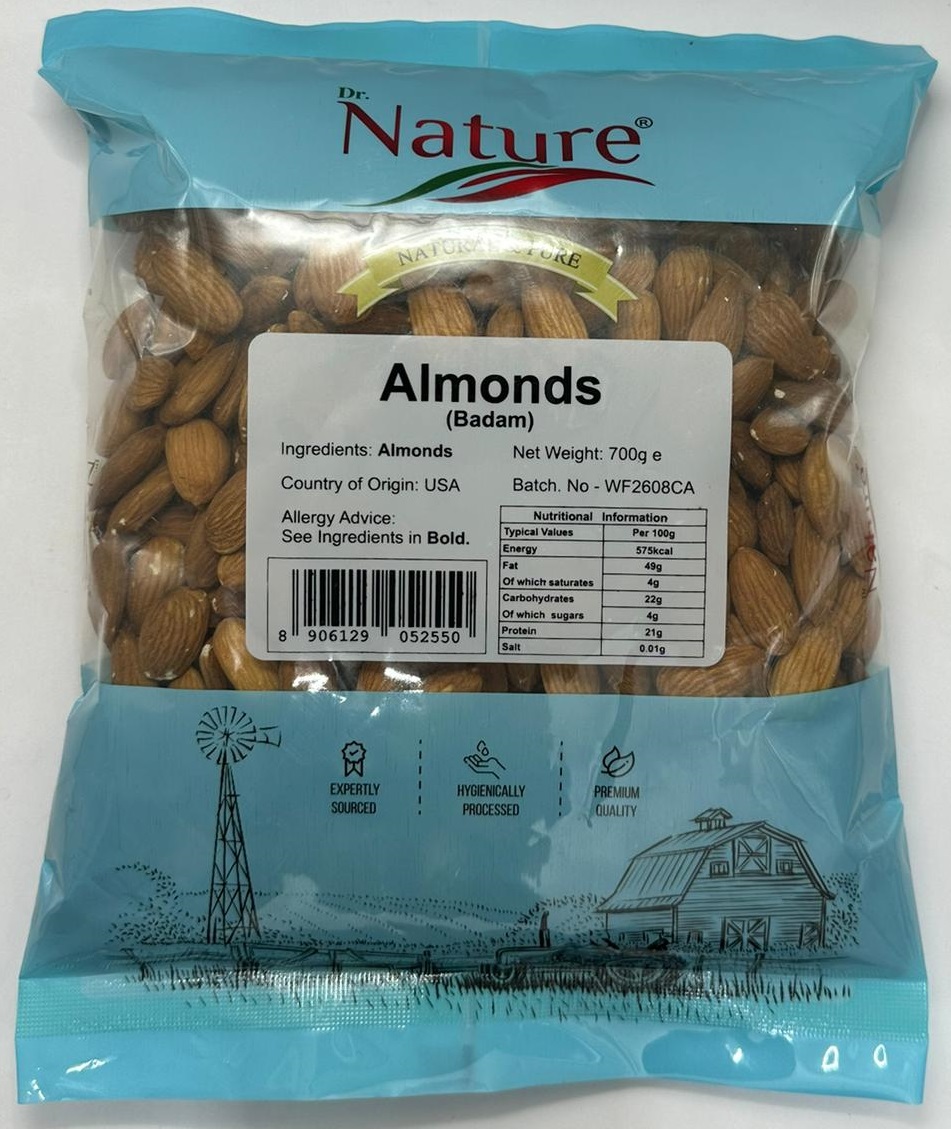 Dr.
Nature®
NATURAL & PURE
Almonds
(Badam)
Ingredients: Almonds
Net Weight: 700g e
Country of Origin: USA
Batch. No - WF2608CA
Allergy Advice:
See Ingredients in Bold.
Nutritional Information
Typical Values Per 100g
Energy 575kcal
Fat 49g
Of which saturates 4g
Carbohydrates 22g
Of which sugars 4g
Protein 21g
Salt 0.01g
8 906129 052550
EXPERTLY
SOURCED
HYGIENICALLY
PROCESSED
PREMIUM
QUALITY